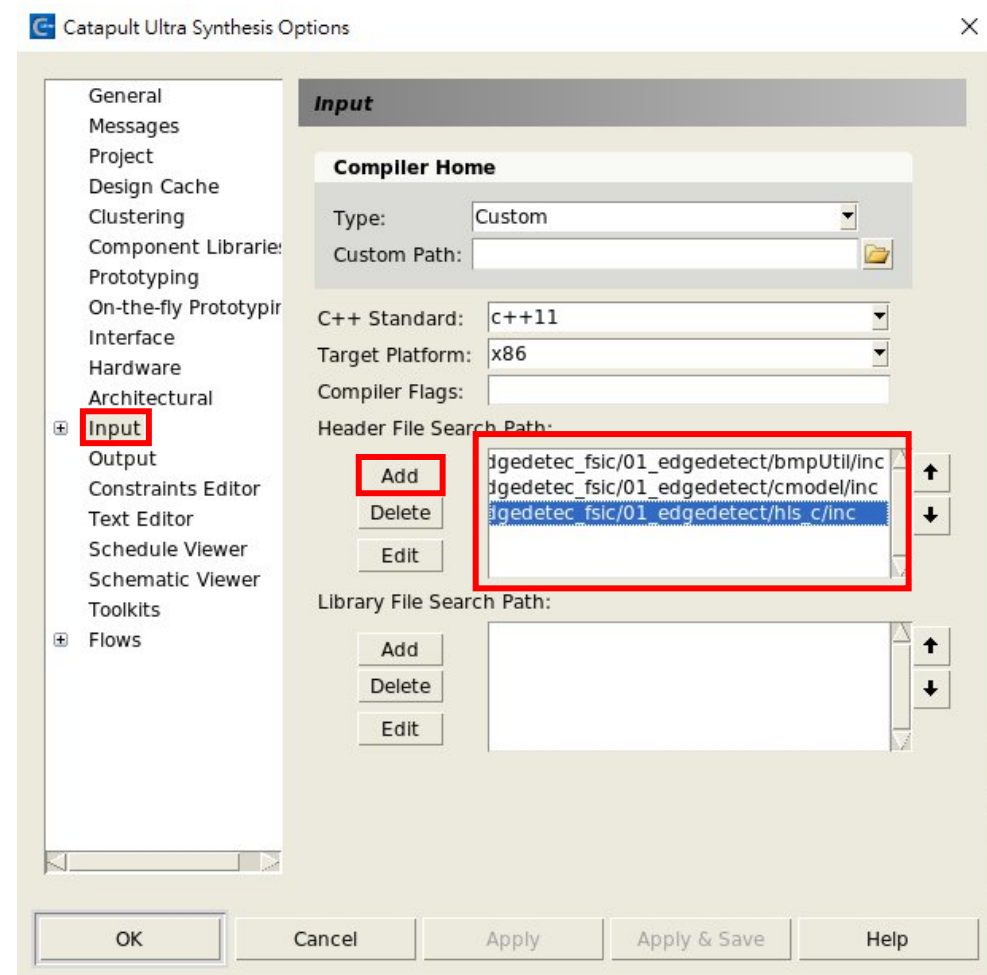 Catapult Ultra Synthesis Options
General
Messages
Project
Design Cache
Clustering
Component Libraries
Prototyping
On-the-fly Prototypin
Interface
Hardware
Architectural
Input
Output
Constraints Editor
Text Editor
Schedule Viewer
Schematic Viewer
Toolkits
Flows
Input
Compiler Home
Type: Custom
Custom Path:
C++ Standard: c++11
Target Platform: x86
Compiler Flags:
Header File Search Path:
Add
Delete
Edit
dgedetec_fsic/01_edgedetect/bmpUtil/inc
dgedetec_fsic/01_edgedetect/cmodel/inc
dgedetec_fsic/01_edgedetect/hls_c/inc
Library File Search Path:
Add
Delete
Edit
OK Cancel Apply Apply & Save Help